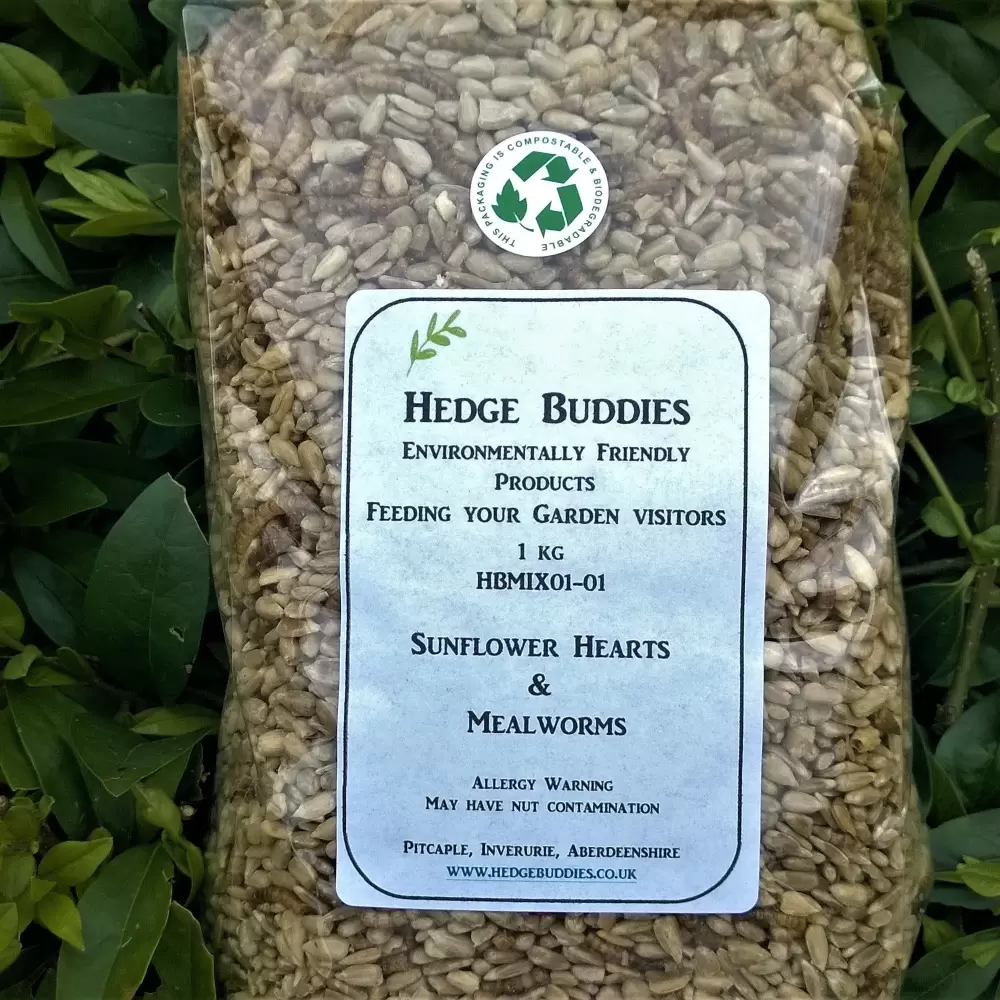 THIS PACKAGING IS COMPOSTABLE & BIODEGRADABLE
Hedge Buddies
Environmentally Friendly
Products
Feeding your Garden visitors
1 kg
HBMIX01-01
Sunflower Hearts
&
Mealworms
Allergy Warning
May have nut contamination
Pitcaple, Inverurie, Aberdeenshire
www.hedgebuddies.co.uk